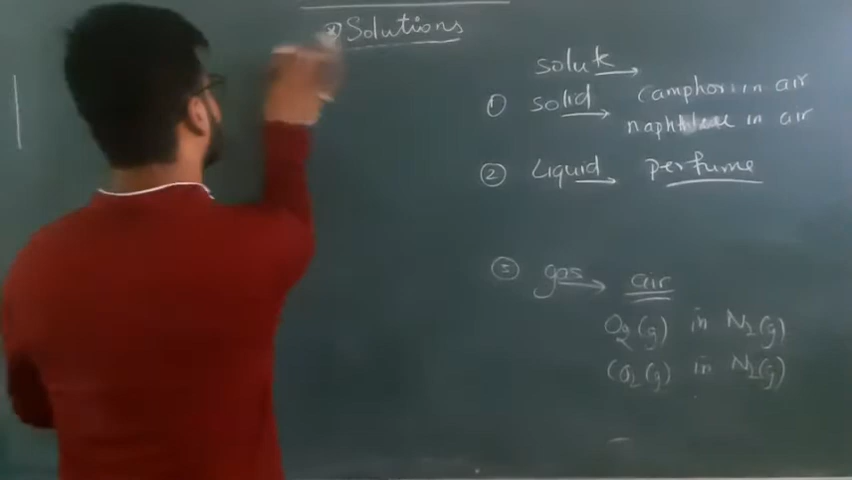 * Solutions
solute →
① solid → camphor in air
in air
② Liquid → perfume
③ gas → air
O2(g) in N2(g)
CO2(g) in N2(g)